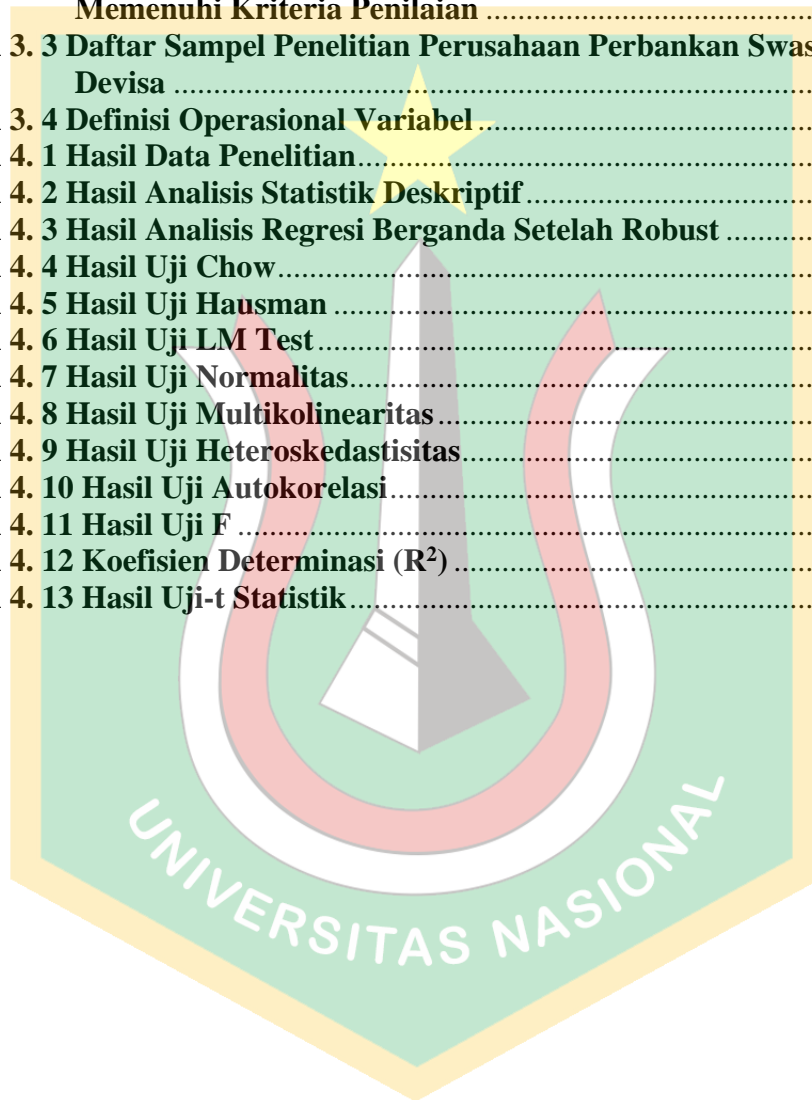 Memenuhi Kriteria Penilaian ..............................................
3. 3 Daftar Sampel Penelitian Perusahaan Perbankan Swas
Devisa ..............................................
4 Definisi Operasional Variabel ..............................................
4. 1 Hasil Data Penelitian ..............................................
4. 2 Hasil Analisis Statistik Deskriptif ..............................................
4. 3 Hasil Analisis Regresi Berganda Setelah Robust ..............
4. 4 Hasil Uji Chow ..............................................
4. 5 Hasil Uji Hausman ..............................................
4. 6 Hasil Uji LM Test ..............................................
4. 7 Hasil Uji Normalitas ..............................................
4. 8 Hasil Uji Multikolinearitas ..............................................
4. 9 Hasil Uji Heteroskedastisitas ..............................................
4. 10 Hasil Uji Autokorelasi ..............................................
4. 11 Hasil Uji F ..............................................
4. 12 Koefisien Determinasi (R²) ..............................................
4. 13 Hasil Uji-t Statistik ..............................................
UNIVERSITAS NASIONAL